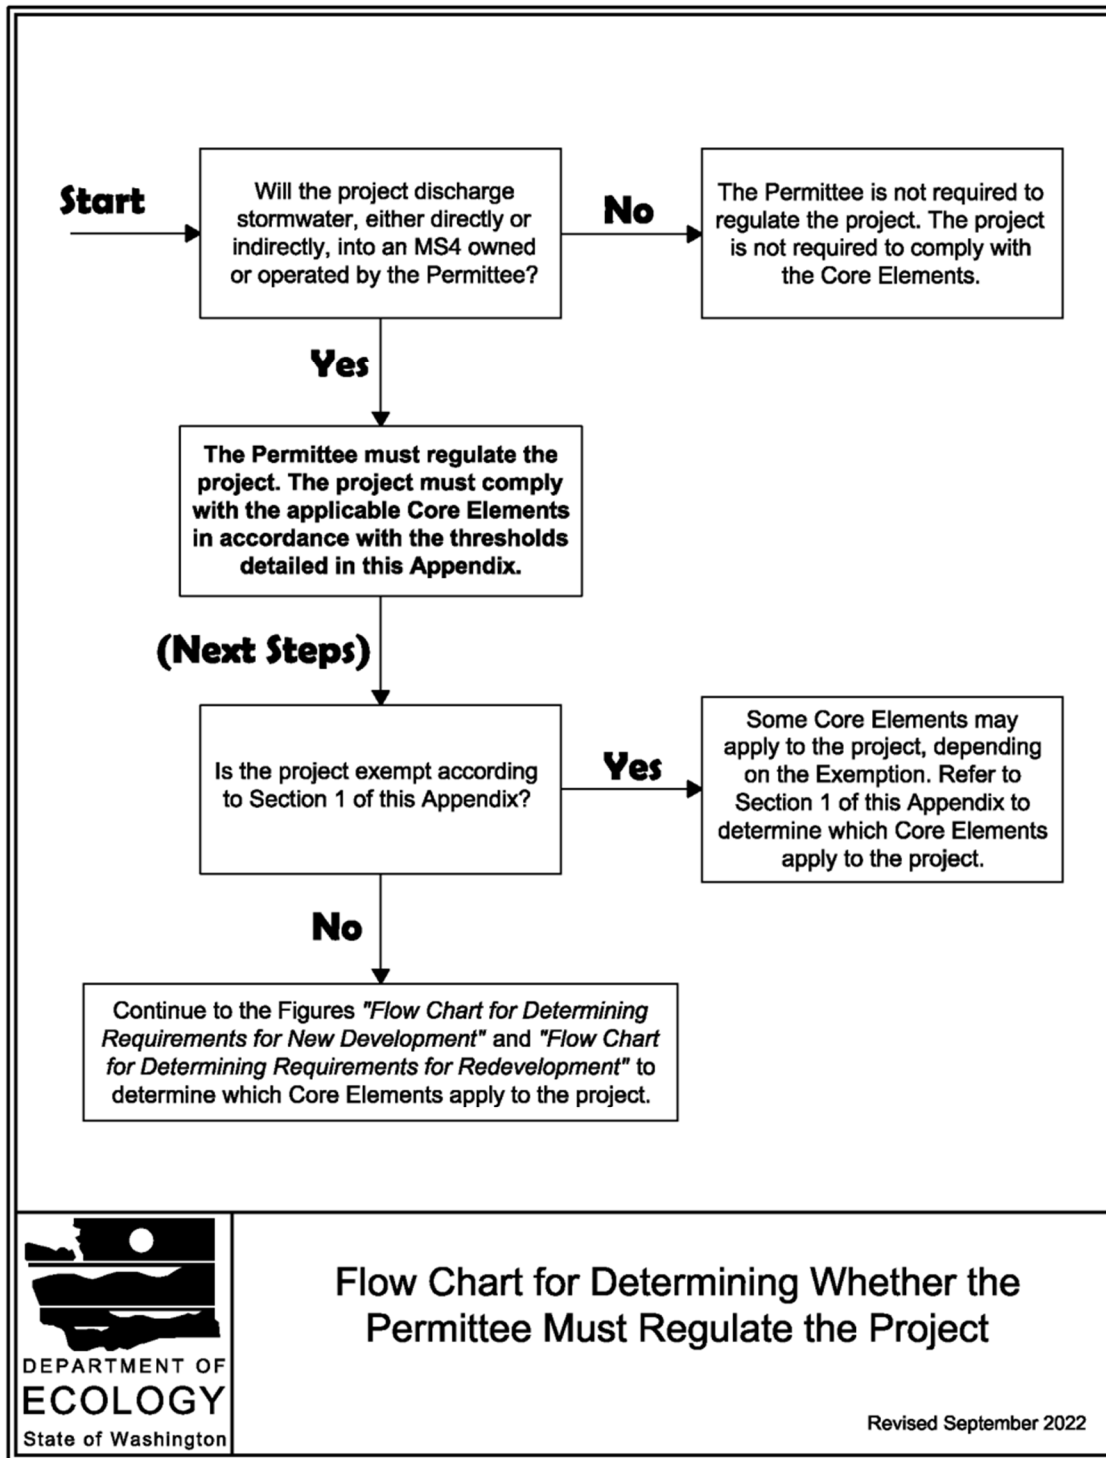 Start
Will the project discharge
stormwater, either directly or
indirectly, into an MS4 owned
or operated by the Permittee?
No
The Permittee is not required to
regulate the project. The project
is not required to comply with
the Core Elements.
Yes
The Permittee must regulate the
project. The project must comply
with the applicable Core Elements
in accordance with the thresholds
detailed in this Appendix.
(Next Steps)
Is the project exempt according
to Section 1 of this Appendix?
Yes
Some Core Elements may
apply to the project, depending
on the Exemption. Refer to
Section 1 of this Appendix to
determine which Core Elements
apply to the project.
No
Continue to the Figures "Flow Chart for Determining
Requirements for New Development" and "Flow Chart
for Determining Requirements for Redevelopment" to
determine which Core Elements apply to the project.
DEPARTMENT OF
ECOLOGY
State of Washington
Flow Chart for Determining Whether the
Permittee Must Regulate the Project
Revised September 2022